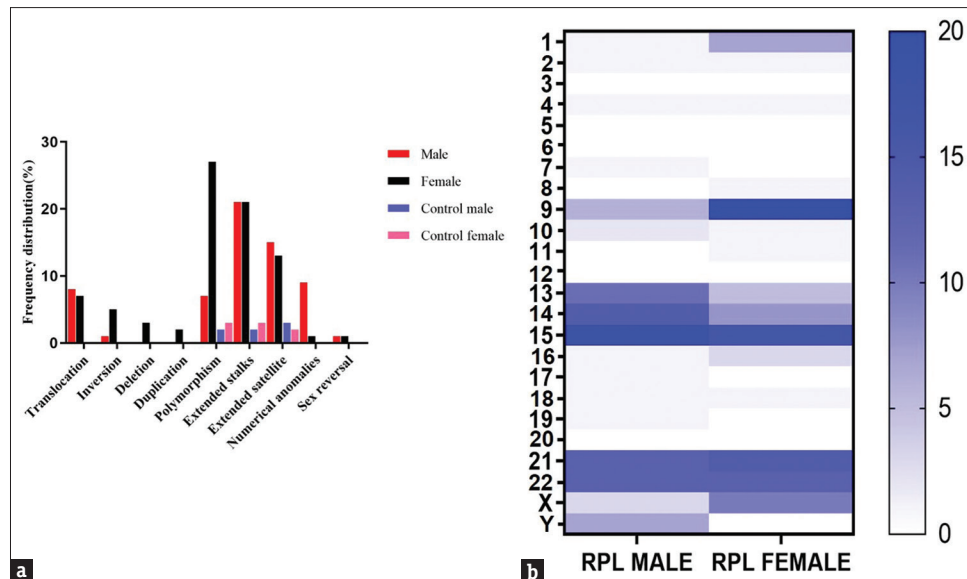 30
20
10
0
Frequency distribution(%)
Translocation
Inversion
Deletion
Duplication
Polymorphism
Extended stalks
Extended satellite
Numerical anomalies
Sex reversal
Male
Female
Control male
Control female
a
1
2
3
4
5
6
7
8
9
10
11
12
13
14
15
16
17
18
19
20
21
22
X
Y
RPL MALE RPL FEMALE
20
15
10
5
0
b